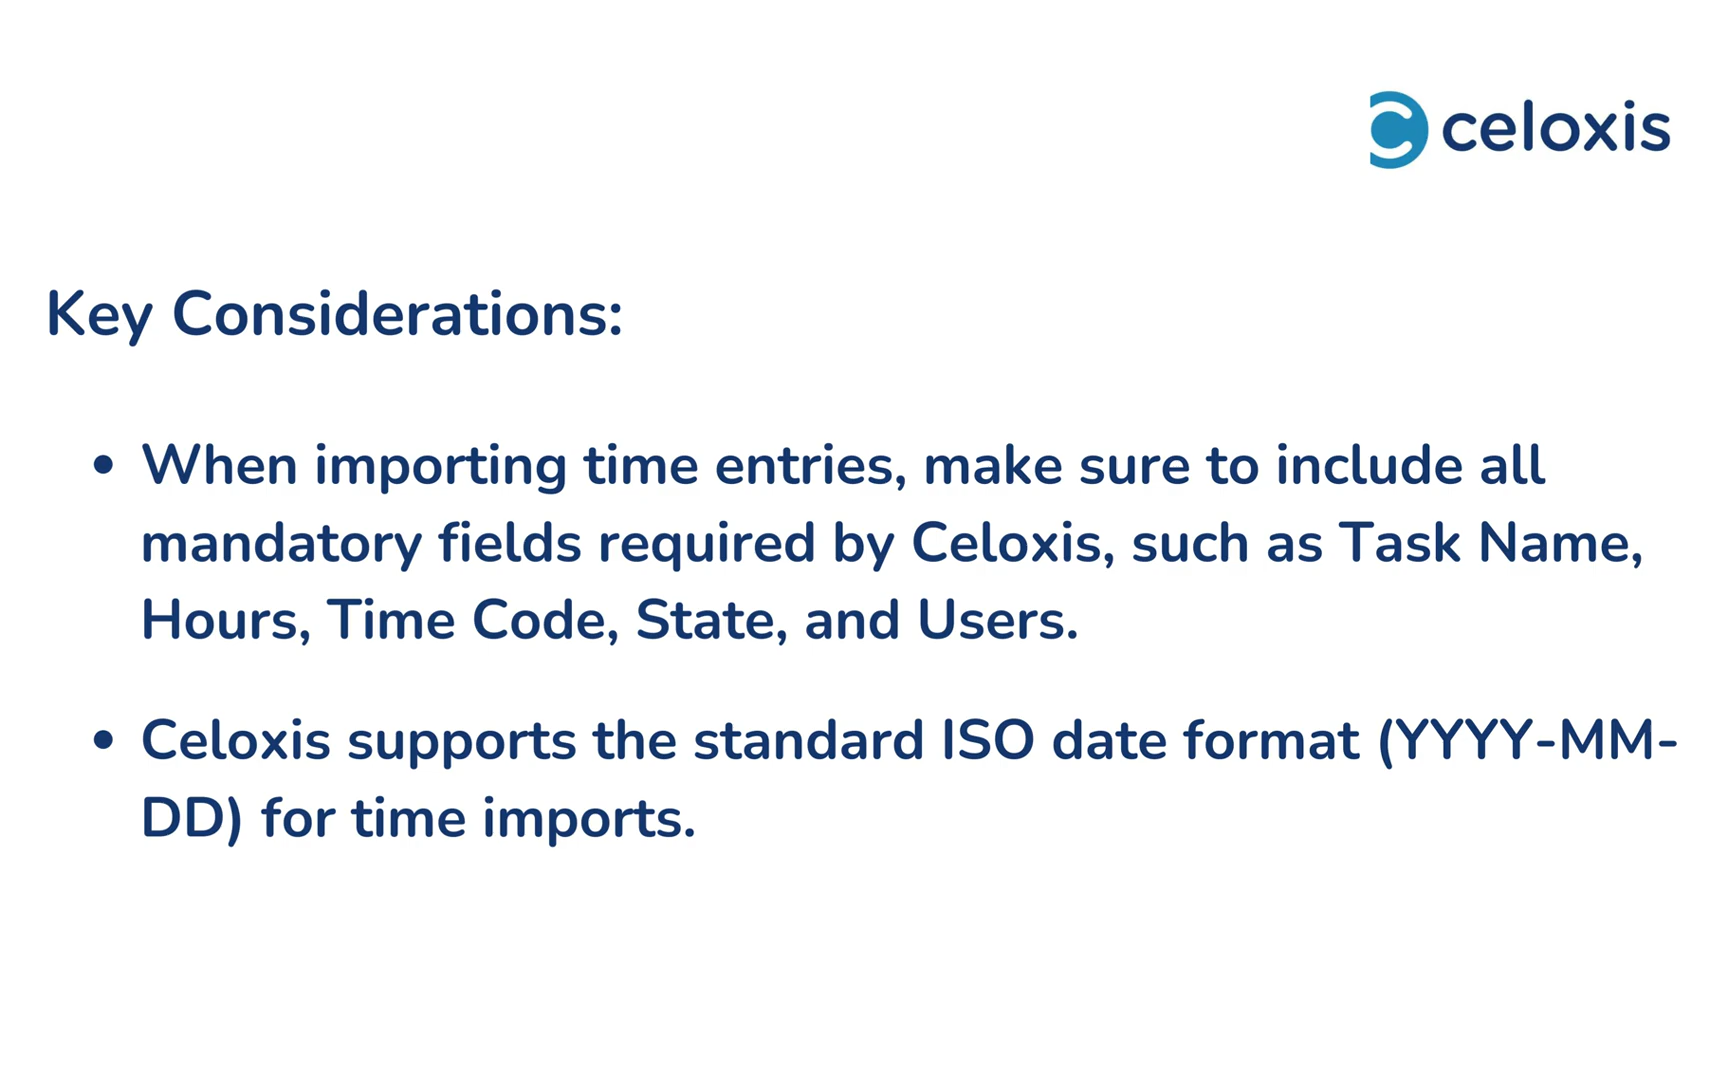 celoxis
Key Considerations:
• When importing time entries, make sure to include all
mandatory fields required by Celoxis, such as Task Name,
Hours, Time Code, State, and Users.
• Celoxis supports the standard ISO date format (YYYY-MM-
DD) for time imports.